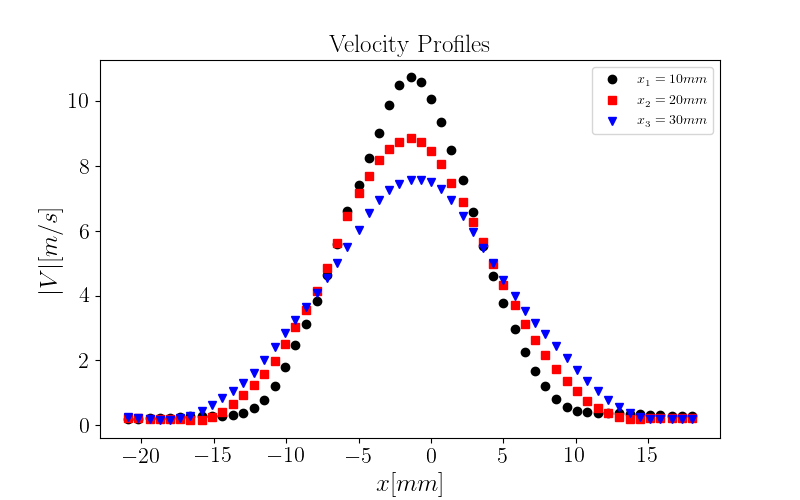 Velocity Profiles
x₁ = 10mm
x₂ = 20mm
x₃ = 30mm
|V|[m/s]
10
8
6
4
2
0
−20 −15 −10 −5 0 5 10 15
x[mm]